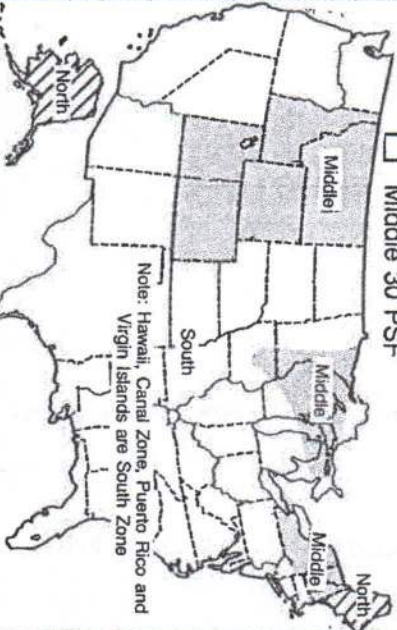 Middle 30 PSF
North
Middle
Middle
Middle
North
South
Note: Hawaii, Canal Zone, Puerto Rico and
Virgin Islands are South Zone